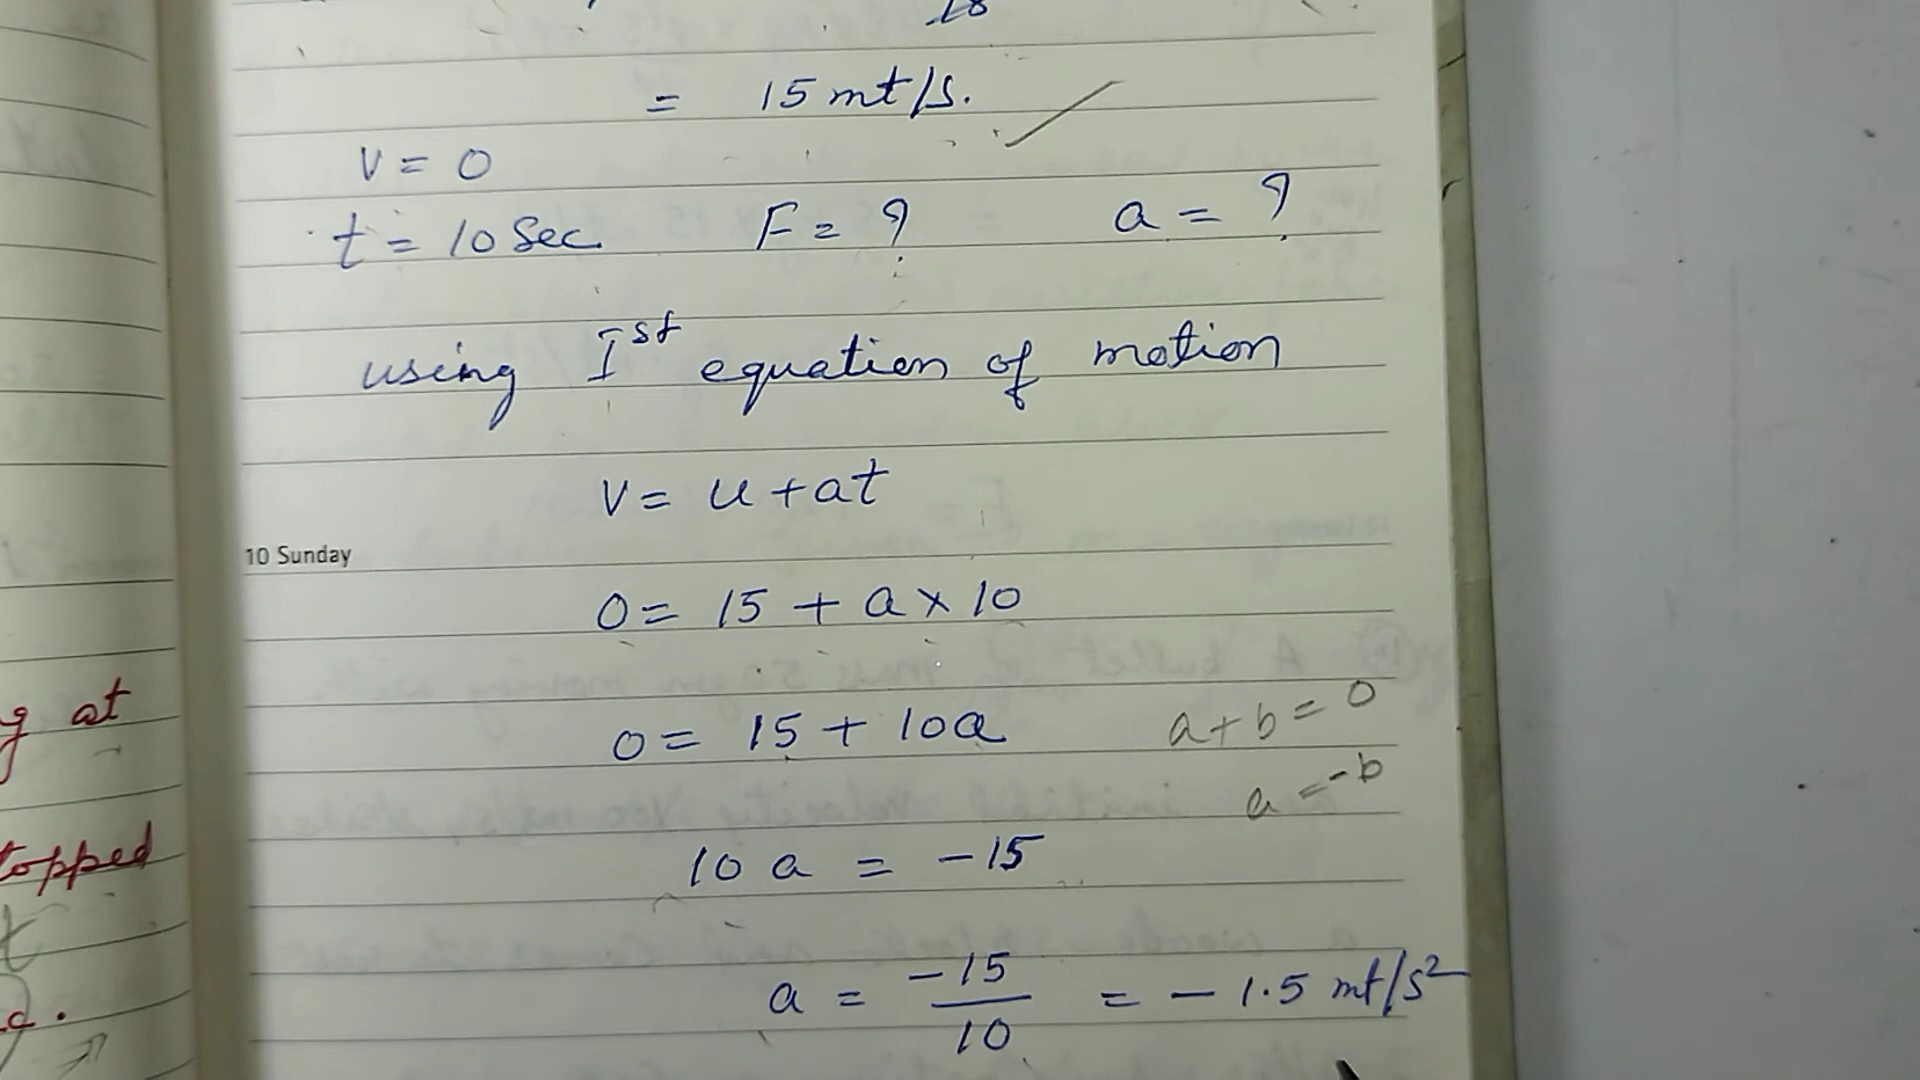 18
= 15 mt/s.
V = 0
t = 10 Sec F = ? a = ?
using Ist equation of motion
V = u + at
10 Sunday
0 = 15 + a × 10
0 = 15 + 10a a + b = 0
a = -b
10 a = -15
a = -15/10 = -1.5 mt/s²
g at
topped